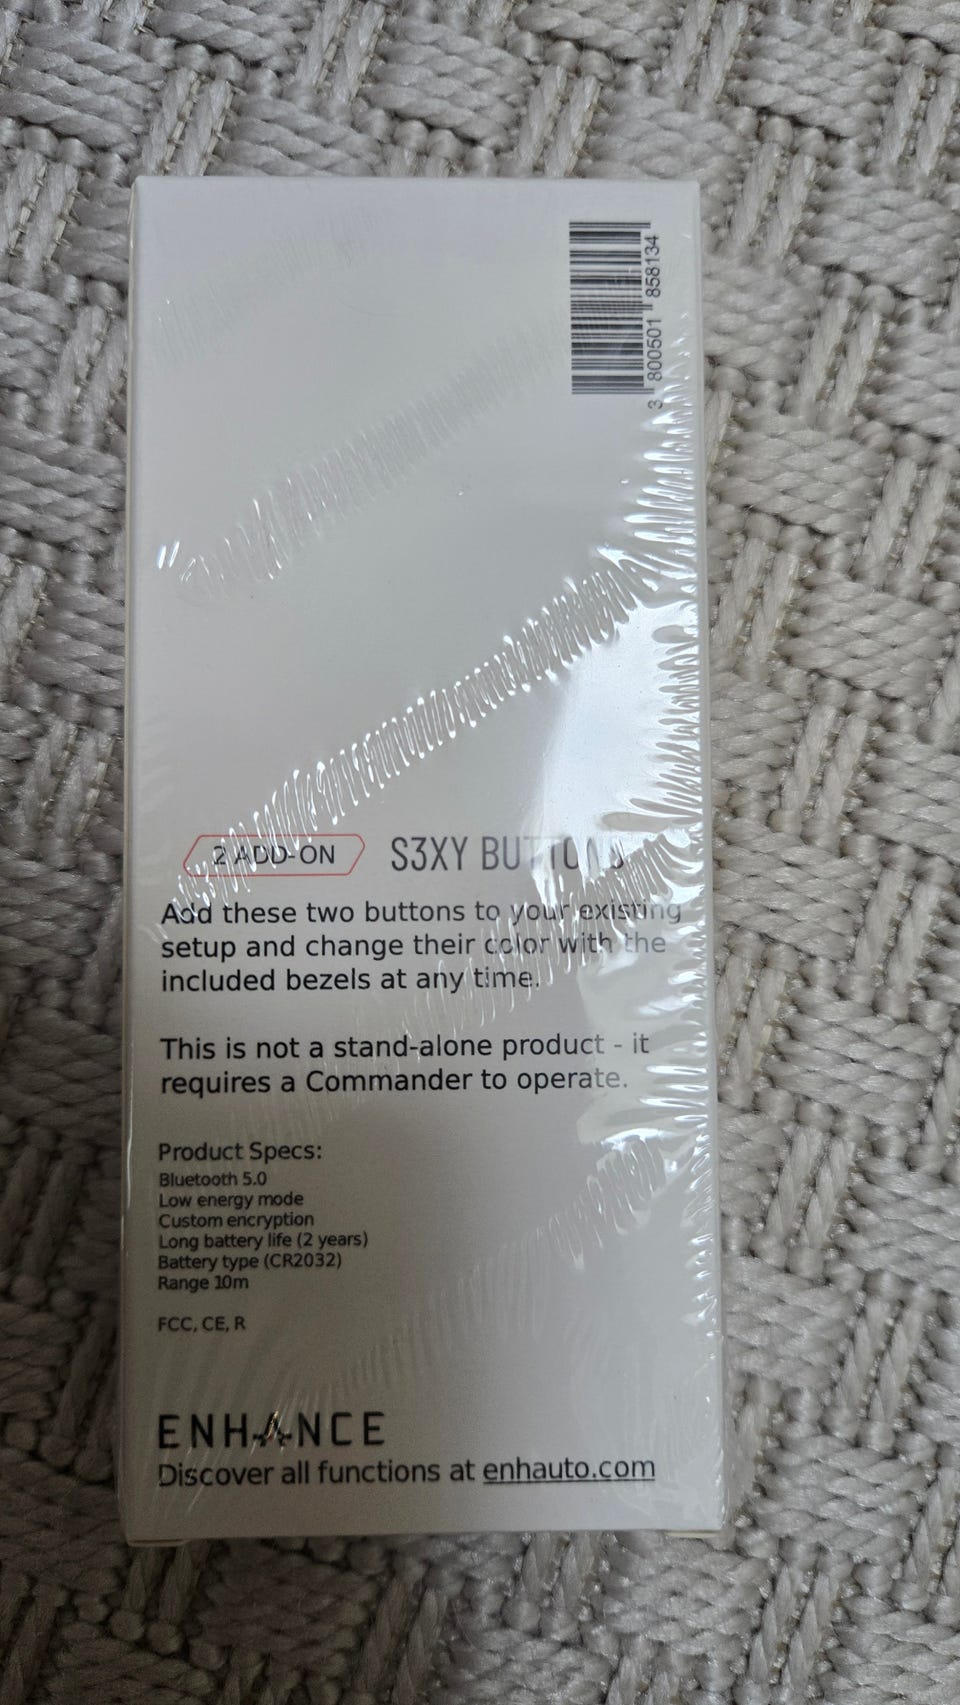 3 800501 858134
2 ADD-ON S3XY BUTTONS
Add these two buttons to your existing
setup and change their color with the
included bezels at any time.
This is not a stand-alone product - it
requires a Commander to operate.
Product Specs:
Bluetooth 5.0
Low energy mode
Custom encryption
Long battery life (2 years)
Battery type (CR2032)
Range 10m
FCC, CE, R
ENHANCE
Discover all functions at enhauto.com